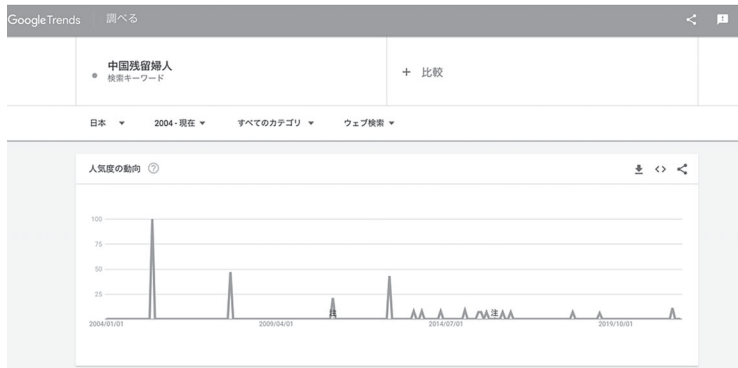 Google Trends 調べる
中国残留婦人
検索キーワード
+ 比較
日本 2004 - 現在 すべてのカテゴリ ウェブ検索
人気度の動向
100
75
50
25
注 注
2004/01/01 2009/04/01 2014/07/01 2019/10/01